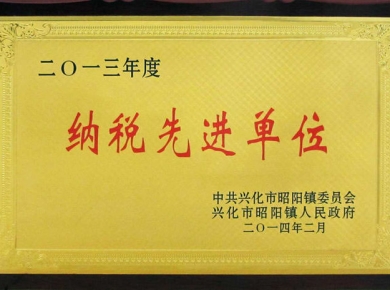 二〇一三年度
纳税先进单位
中共兴化市昭阳镇委员会
兴化市昭阳镇人民政府
二〇一四年二月